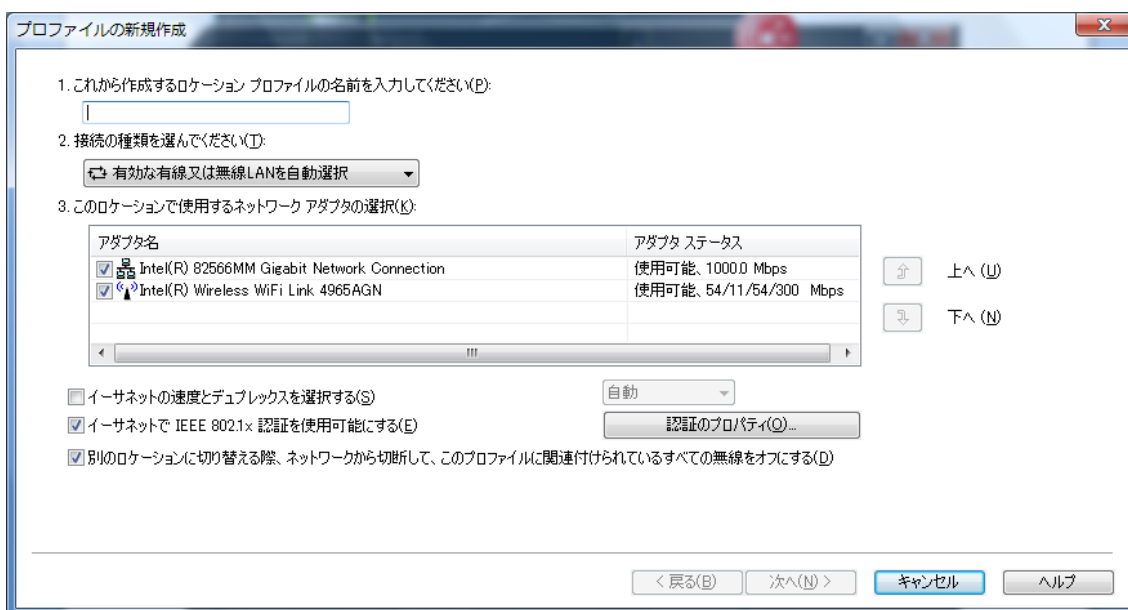 プロファイルの新規作成
1. これから作成するロケーション プロファイルの名前を入力してください(P):
2. 接続の種類を選んでください(T):
有効な有線又は無線LANを自動選択
3. このロケーションで使用するネットワーク アダプタの選択(K):
アダプタ名 アダプタ ステータス
Intel(R) 82566MM Gigabit Network Connection 使用可能、1000.0 Mbps
Intel(R) Wireless WiFi Link 4965AGN 使用可能、54/11/54/300 Mbps
上へ (U)
下へ (N)
イーサネットの速度とデュプレックスを選択する(S) 自動
イーサネットで IEEE 802.1x 認証を使用可能にする(E) 認証のプロパティ(O)...
別のロケーションに切り替える際、ネットワークから切断して、このプロファイルに関連付けられているすべての無線をオフにする(D)
< 戻る(B) 次へ(N) > キャンセル ヘルプ